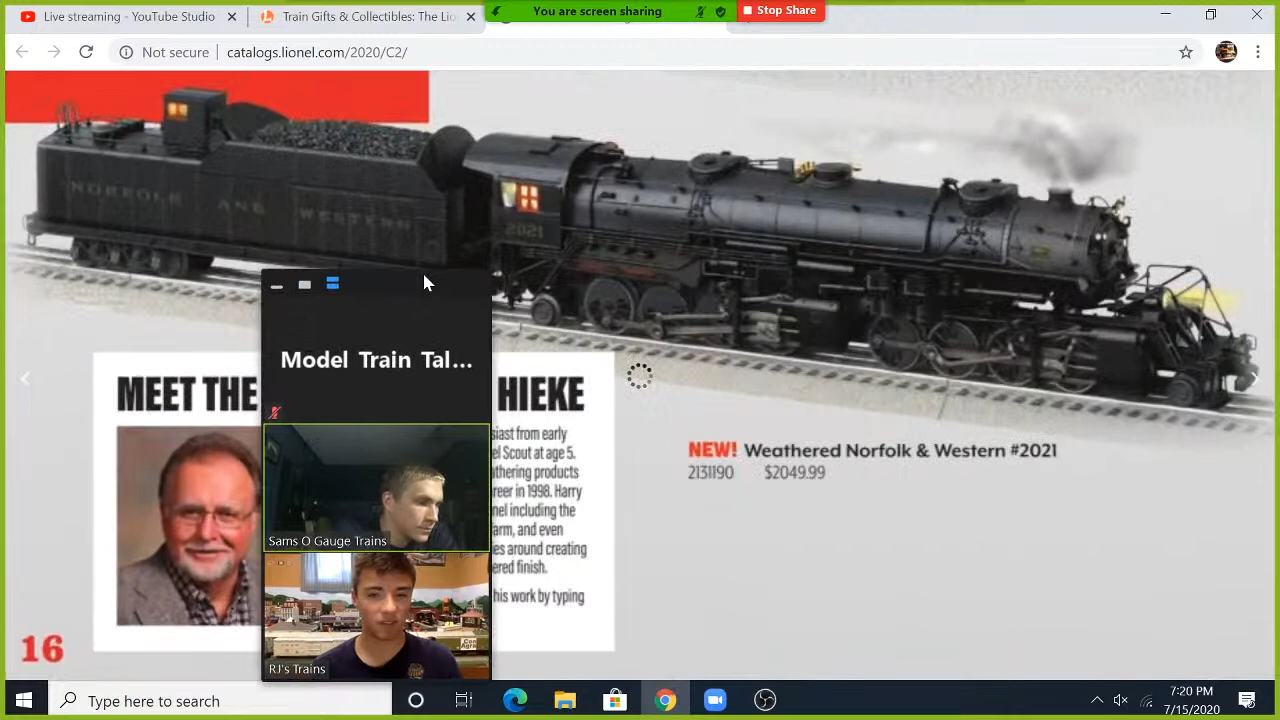 Live streaming - YouTube Studio
Train Gifts & Collectibles: The Lio
You are screen sharing
Stop Share
Not secure
catalogs.lionel.com/2020/C2/
NORFOLK AND WESTERN
2021
Model Train Tal...
MEET THE
HIEKE
siast from early
el Scout at age 5.
thering products
reer in 1998. Harry
nel including the
arm, and even
ies around creating
ered finish.
his work by typing
NEW! Weathered Norfolk & Western #2021
2131190 $2049.99
Sams O Gauge Trains
RJ's Trains
16
Type here to search
7:20 PM
7/15/2020